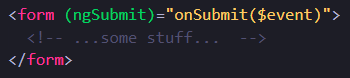 <form (ngSubmit)="onSubmit($event)">
<!-- ...some stuff...  -->
</form>